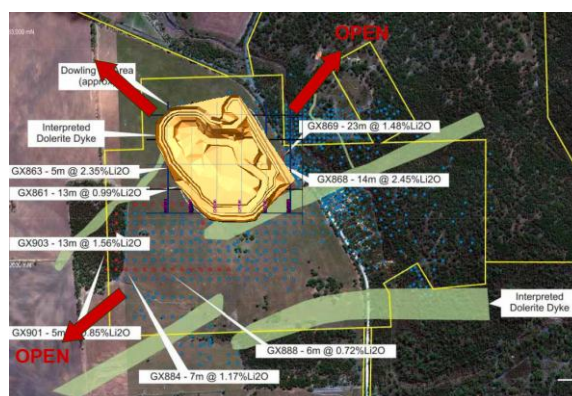 OPEN
Dowling
Area
Interpreted
Dolerite Dyke
GX869 - 23m @ 1.48%Li2O
GX863 - 5m @ 2.35%Li2O
GX868 - 14m @ 2.45%Li2O
GX861 - 13m @ 0.99%Li2O
GX903 - 13m @ 1.56%Li2O
Interpreted
Dolerite Dyke
GX901 - 5m
0.85%Li2O
GX888 - 6m @ 0.72%Li2O
OPEN
GX884 - 7m @ 1.17%Li2O